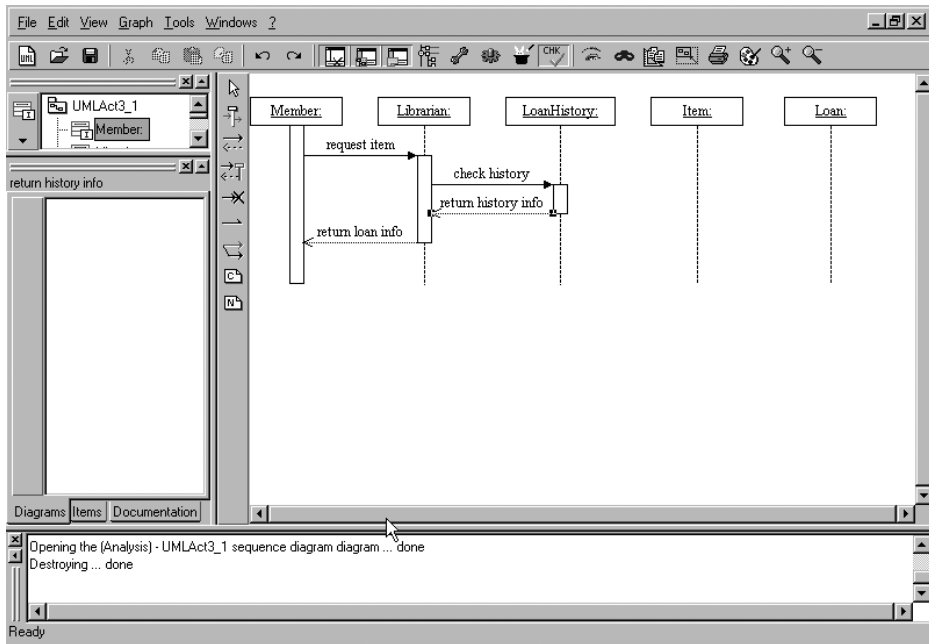 File Edit View Graph Tools Windows ?
UML
CHK
UMLAct3_1
Member:
return history info
Diagrams Items Documentation
C
N
Member: Librarian: LoanHistory: Item: Loan:
request item
check history
return history info
return loan info
Opening the (Analysis) - UMLAct3_1 sequence diagram diagram ... done
Destroying ... done
Ready